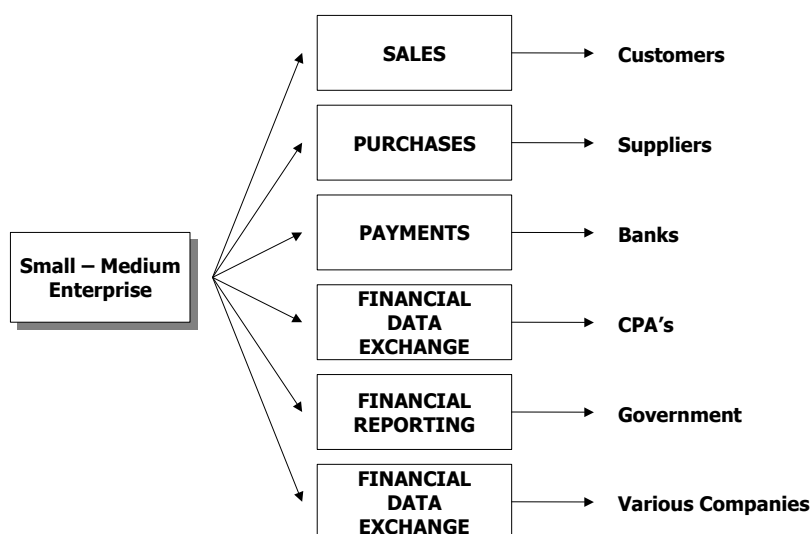 SALES
Customers
PURCHASES
Suppliers
PAYMENTS
Banks
Small – Medium
Enterprise
FINANCIAL
DATA
EXCHANGE
CPA’s
FINANCIAL
REPORTING
Government
FINANCIAL
DATA
EXCHANGE
Various Companies